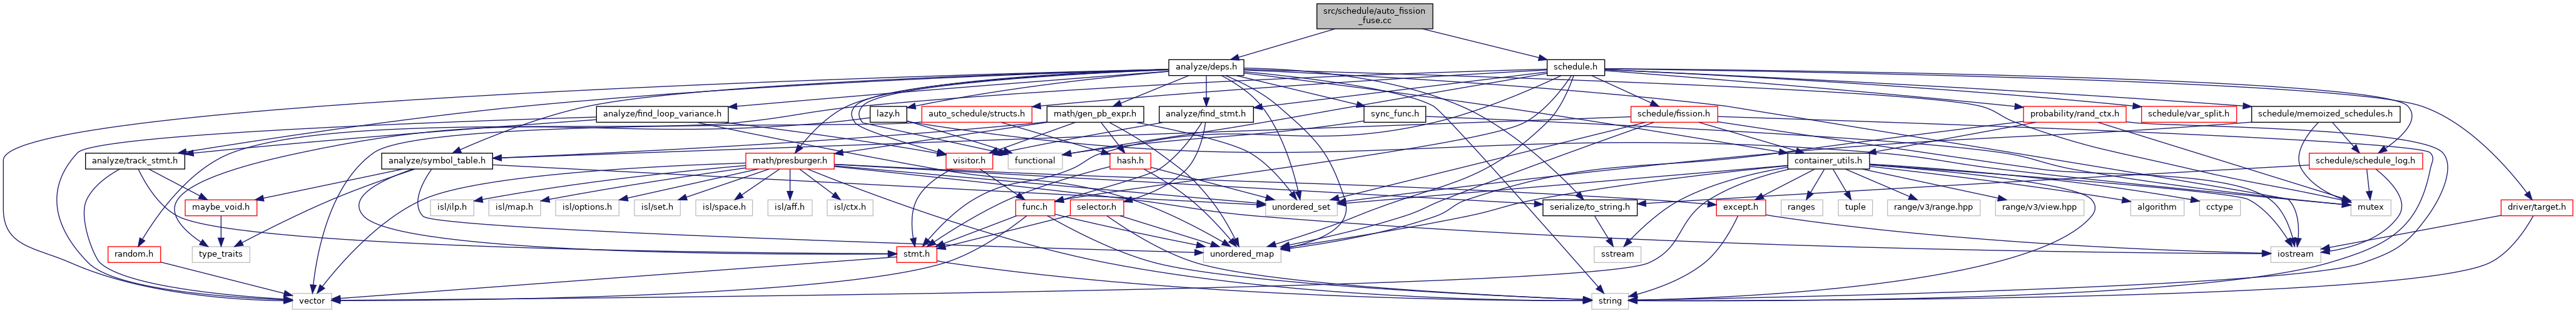 src/schedule/auto_fission
_fuse.cc
analyze/deps.h
schedule.h
analyze/find_loop_variance.h
lazy.h
auto_schedule/structs.h
math/gen_pb_expr.h
analyze/find_stmt.h
sync_func.h
schedule/fission.h
probability/rand_ctx.h
schedule/var_split.h
schedule/memoized_schedules.h
analyze/track_stmt.h
analyze/symbol_table.h
math/presburger.h
visitor.h
functional
hash.h
container_utils.h
schedule/schedule_log.h
maybe_void.h
isl/ilp.h
isl/map.h
isl/options.h
isl/set.h
isl/space.h
isl/aff.h
isl/ctx.h
func.h
selector.h
unordered_set
serialize/to_string.h
except.h
ranges
tuple
range/v3/range.hpp
range/v3/view.hpp
algorithm
cctype
mutex
driver/target.h
random.h
type_traits
stmt.h
unordered_map
sstream
iostream
vector
string